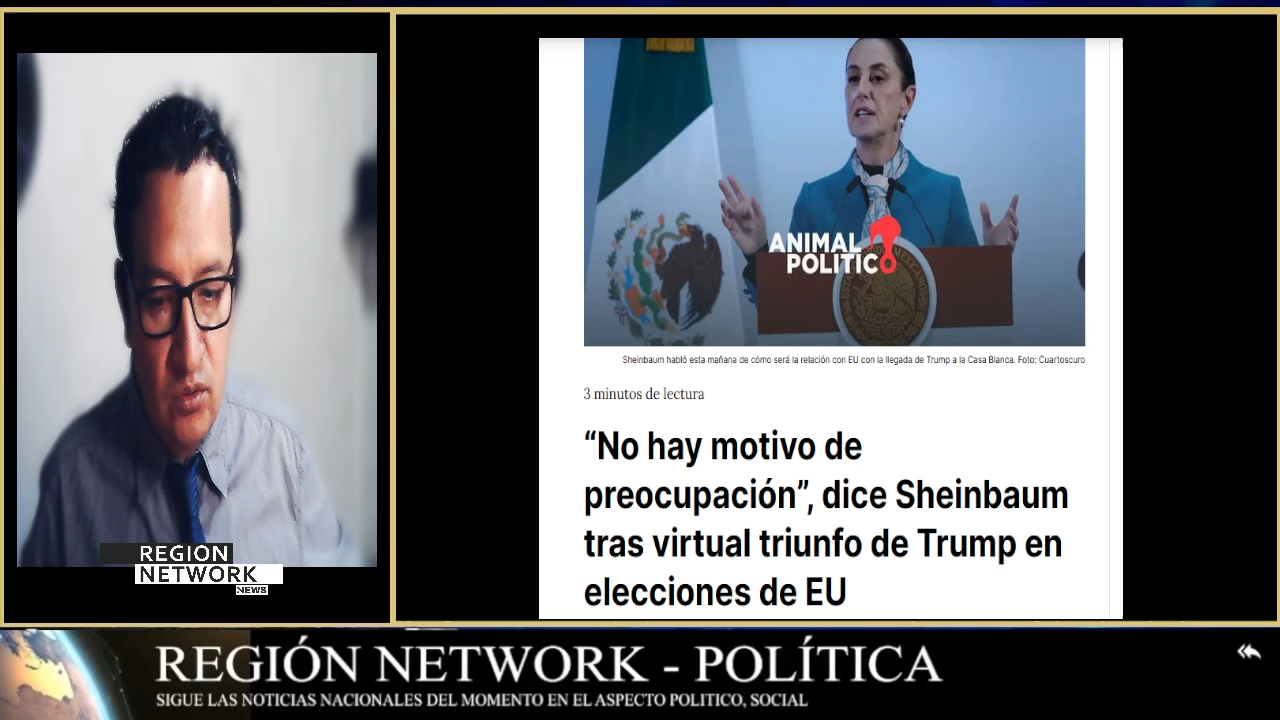 REGION
NETWORK
NEWS
ANIMAL
POLITICO
Sheinbaum habló esta mañana de cómo será la relación con EU con la llegada de Trump a la Casa Blanca. Foto: Cuartoscuro
3 minutos de lectura
“No hay motivo de
preocupación”, dice Sheinbaum
tras virtual triunfo de Trump en
elecciones de EU
REGIÓN NETWORK - POLÍTICA
SIGUE LAS NOTICIAS NACIONALES DEL MOMENTO EN EL ASPECTO POLITICO, SOCIAL